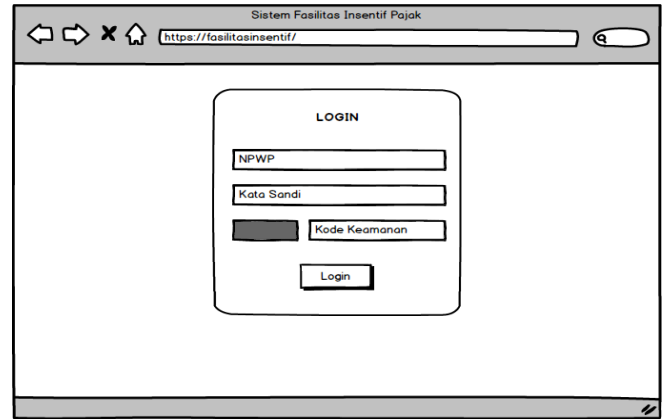 Sistem Fasilitas Insentif Pajak
https://fasilitasinsentif/
LOGIN
NPWP
Kata Sandi
Kode Keamanan
Login